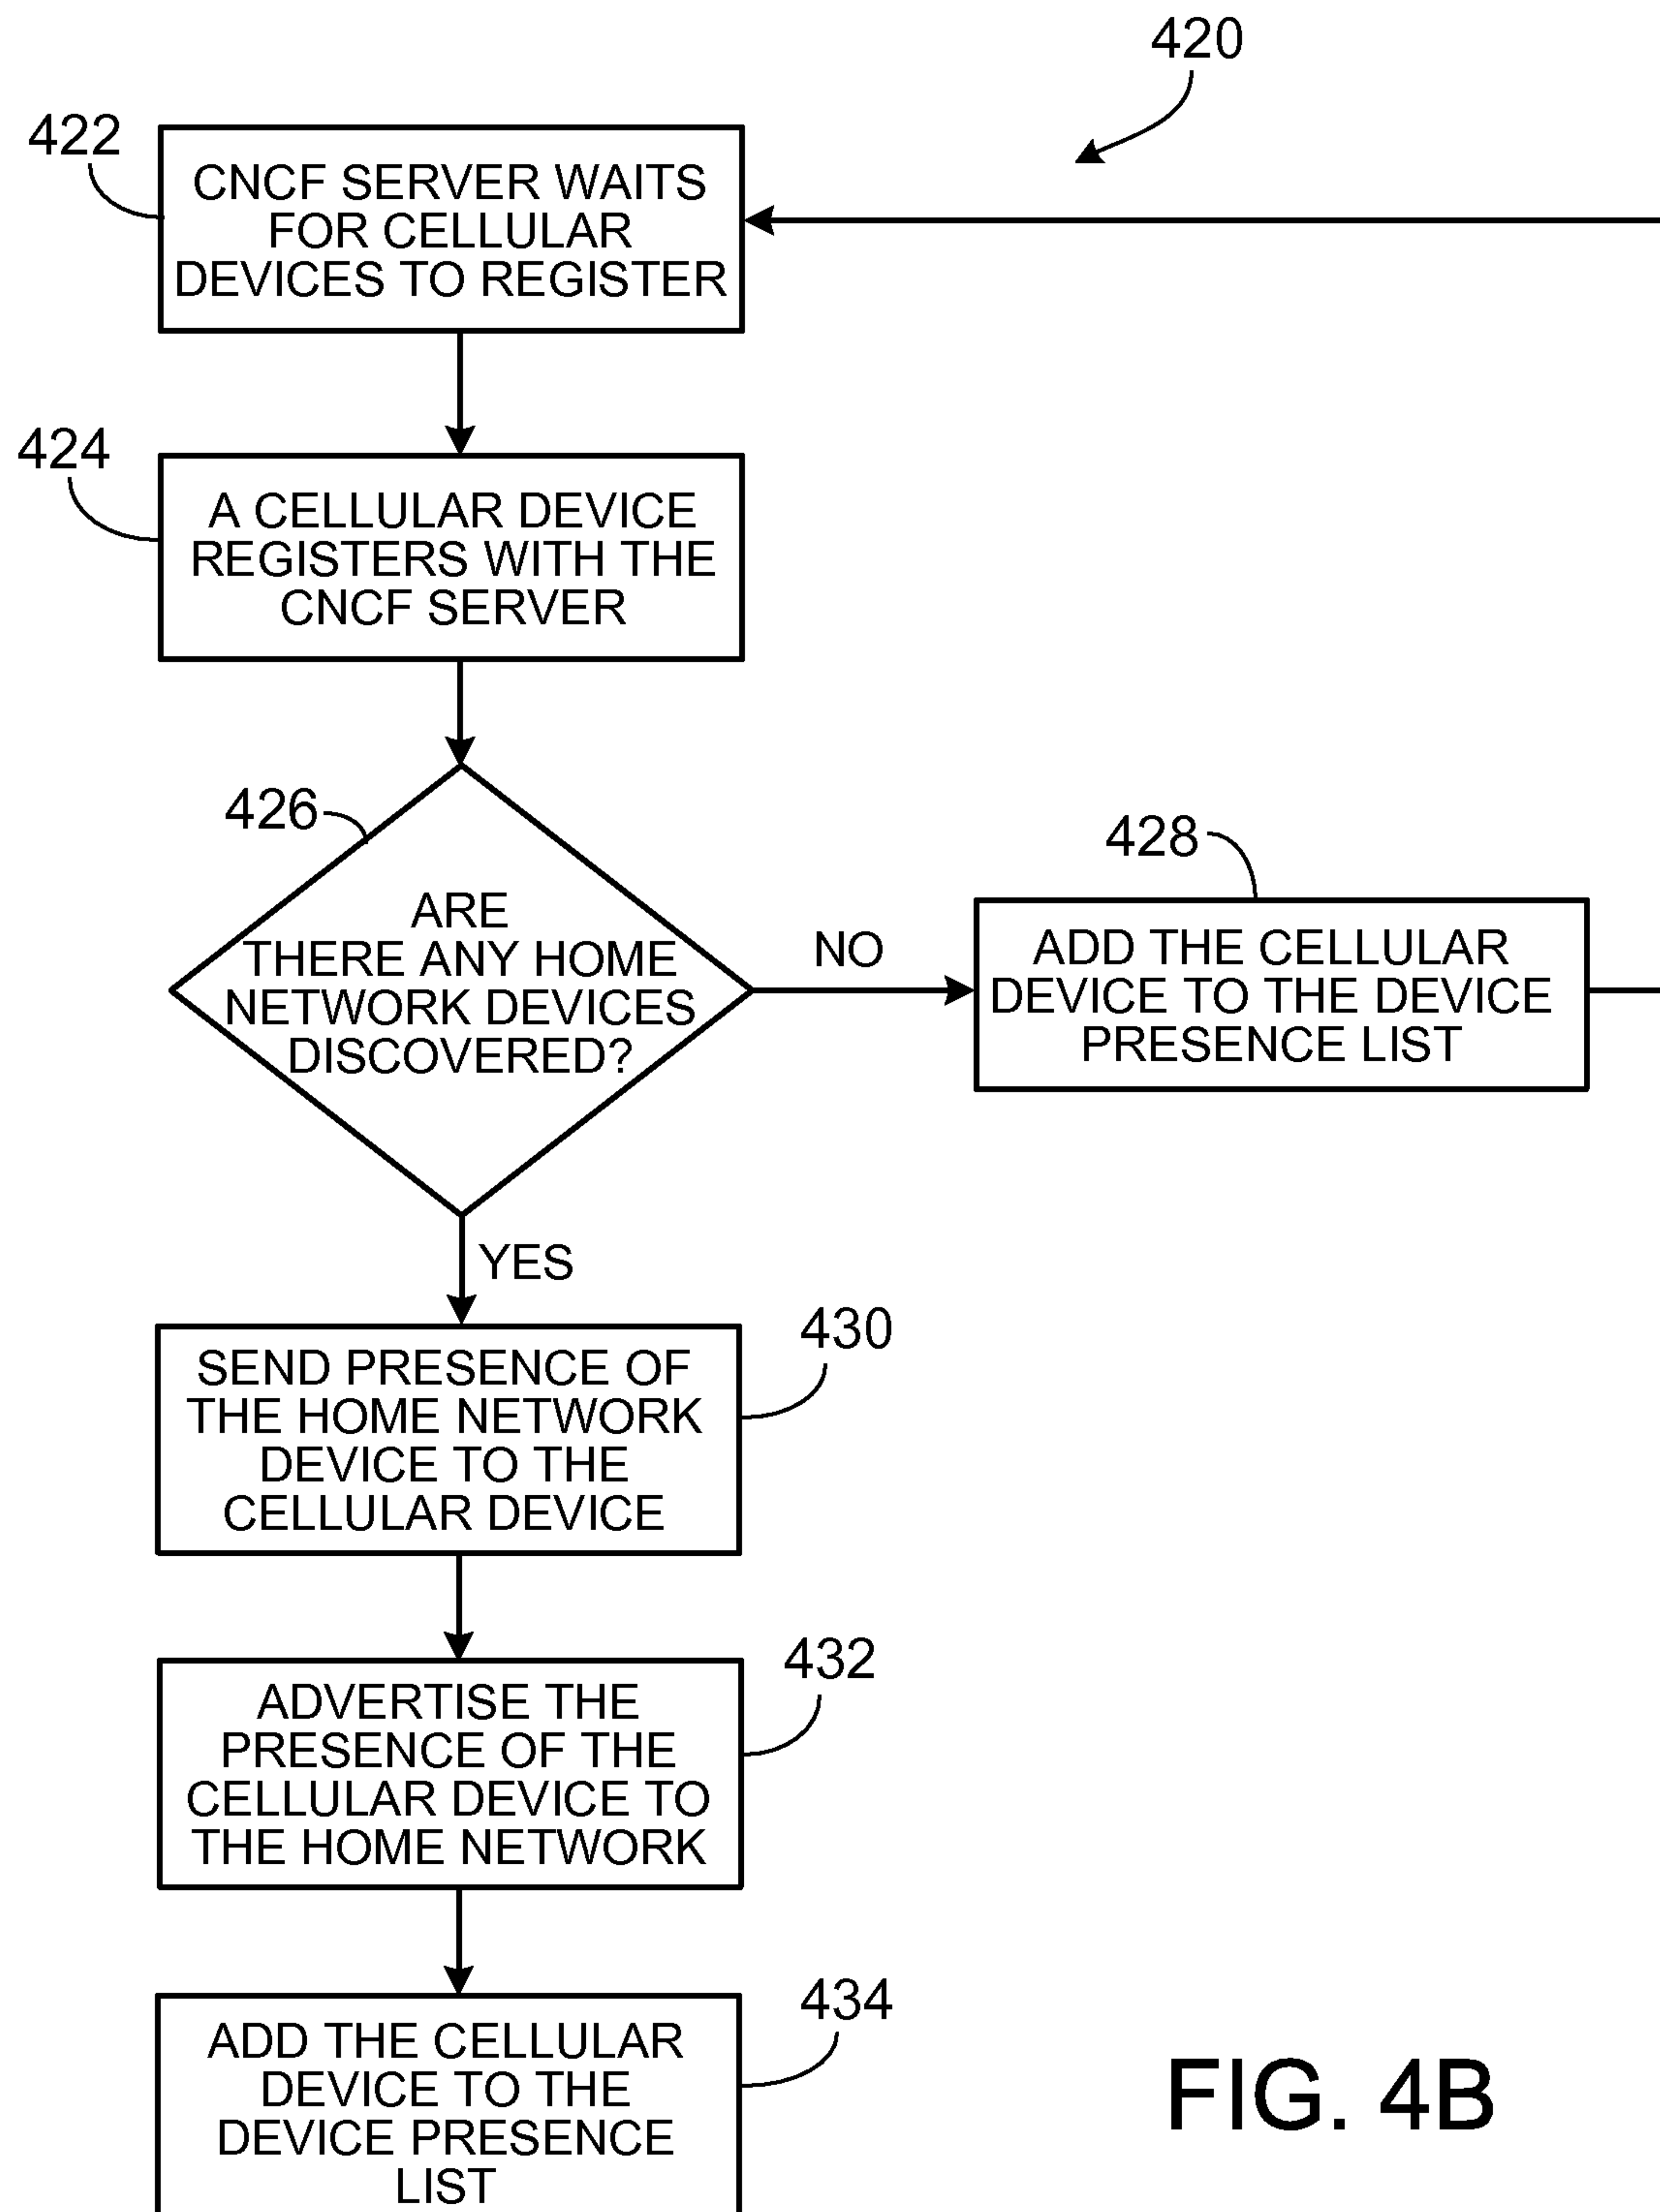 420
422
CNCF SERVER WAITS
FOR CELLULAR
DEVICES TO REGISTER
424
A CELLULAR DEVICE
REGISTERS WITH THE
CNCF SERVER
426
ARE
THERE ANY HOME
NETWORK DEVICES
DISCOVERED?
NO
428
ADD THE CELLULAR
DEVICE TO THE DEVICE
PRESENCE LIST
YES
430
SEND PRESENCE OF
THE HOME NETWORK
DEVICE TO THE
CELLULAR DEVICE
432
ADVERTISE THE
PRESENCE OF THE
CELLULAR DEVICE TO
THE HOME NETWORK
434
ADD THE CELLULAR
DEVICE TO THE
DEVICE PRESENCE
LIST
FIG. 4B